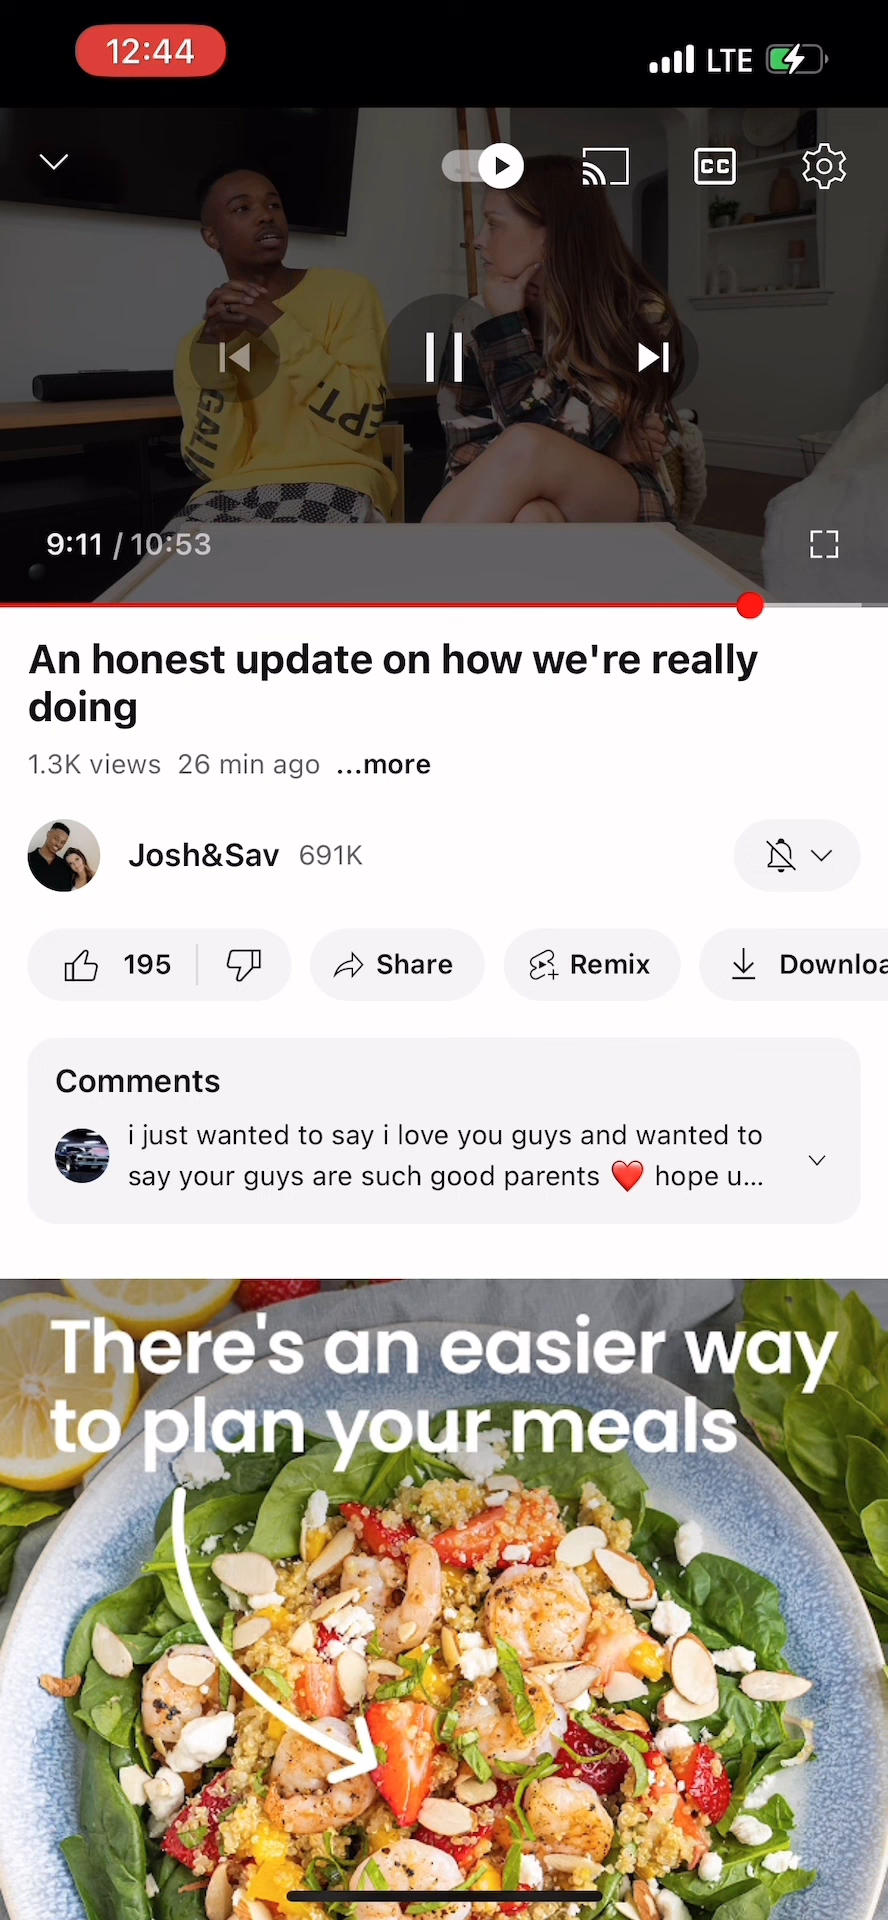 12:44
LTE
CC
GALL
EPT.
9:11 / 10:53
An honest update on how we're really
doing
1.3K views 26 min ago ...more
Josh&Sav 691K
195
Share
Remix
Downloa
Comments
i just wanted to say i love you guys and wanted to
say your guys are such good parents ❤️ hope u...
There's an easier way
to plan your meals